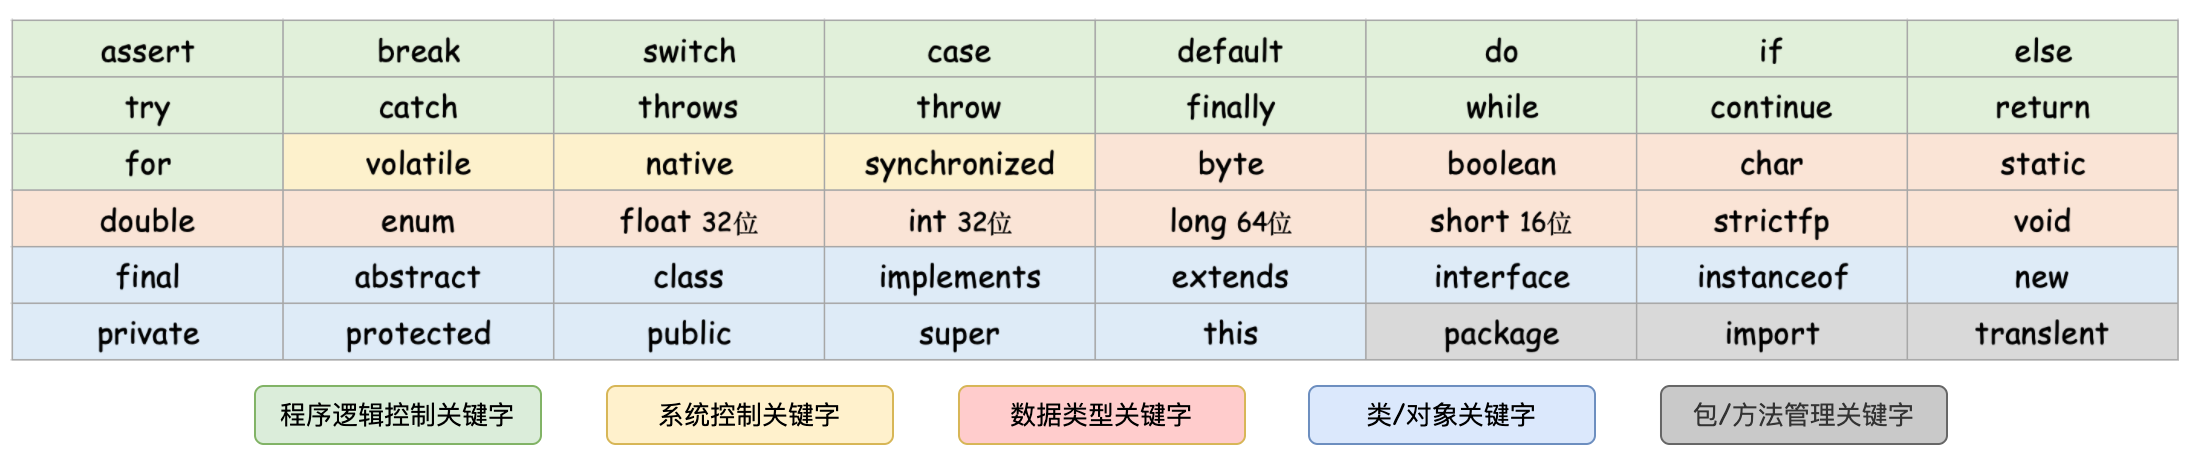 assert break switch case default do if else
try catch throws throw finally while continue return
for volatile native synchronized byte boolean char static
double enum float 32位 int 32位 long 64位 short 16位 strictfp void
final abstract class implements extends interface instanceof new
private protected public super this package import translent
程序逻辑控制关键字 系统控制关键字 数据类型关键字 类/对象关键字 包/方法管理关键字